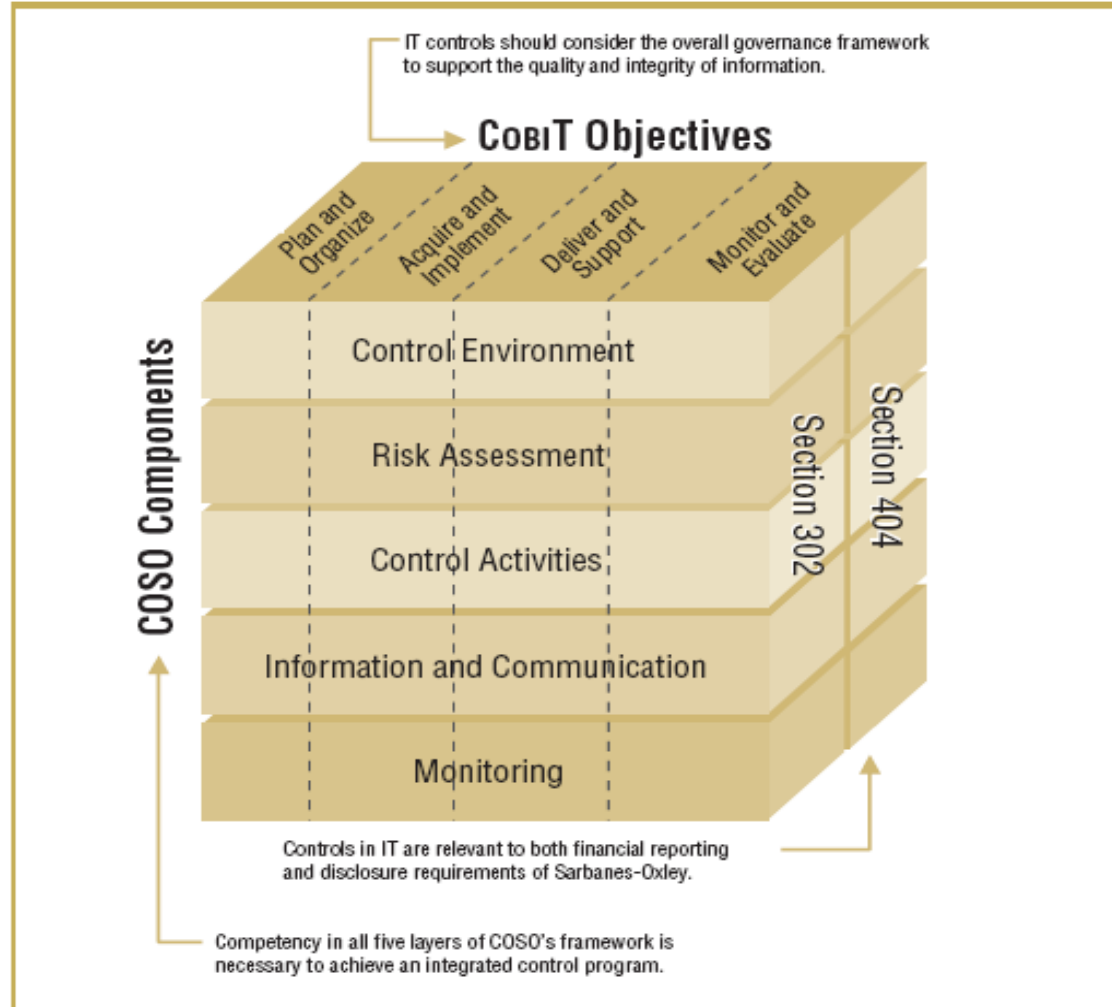 IT controls should consider the overall governance framework
to support the quality and integrity of information.
COBIT Objectives
Plan and
Organize
Acquire and
Implement
Deliver and
Support
Monitor and
Evaluate
COSO Components
Control Environment
Risk Assessment
Control Activities
Information and Communication
Monitoring
Section 302
Section 404
Controls in IT are relevant to both financial reporting
and disclosure requirements of Sarbanes-Oxley.
Competency in all five layers of COSO's framework is
necessary to achieve an integrated control program.